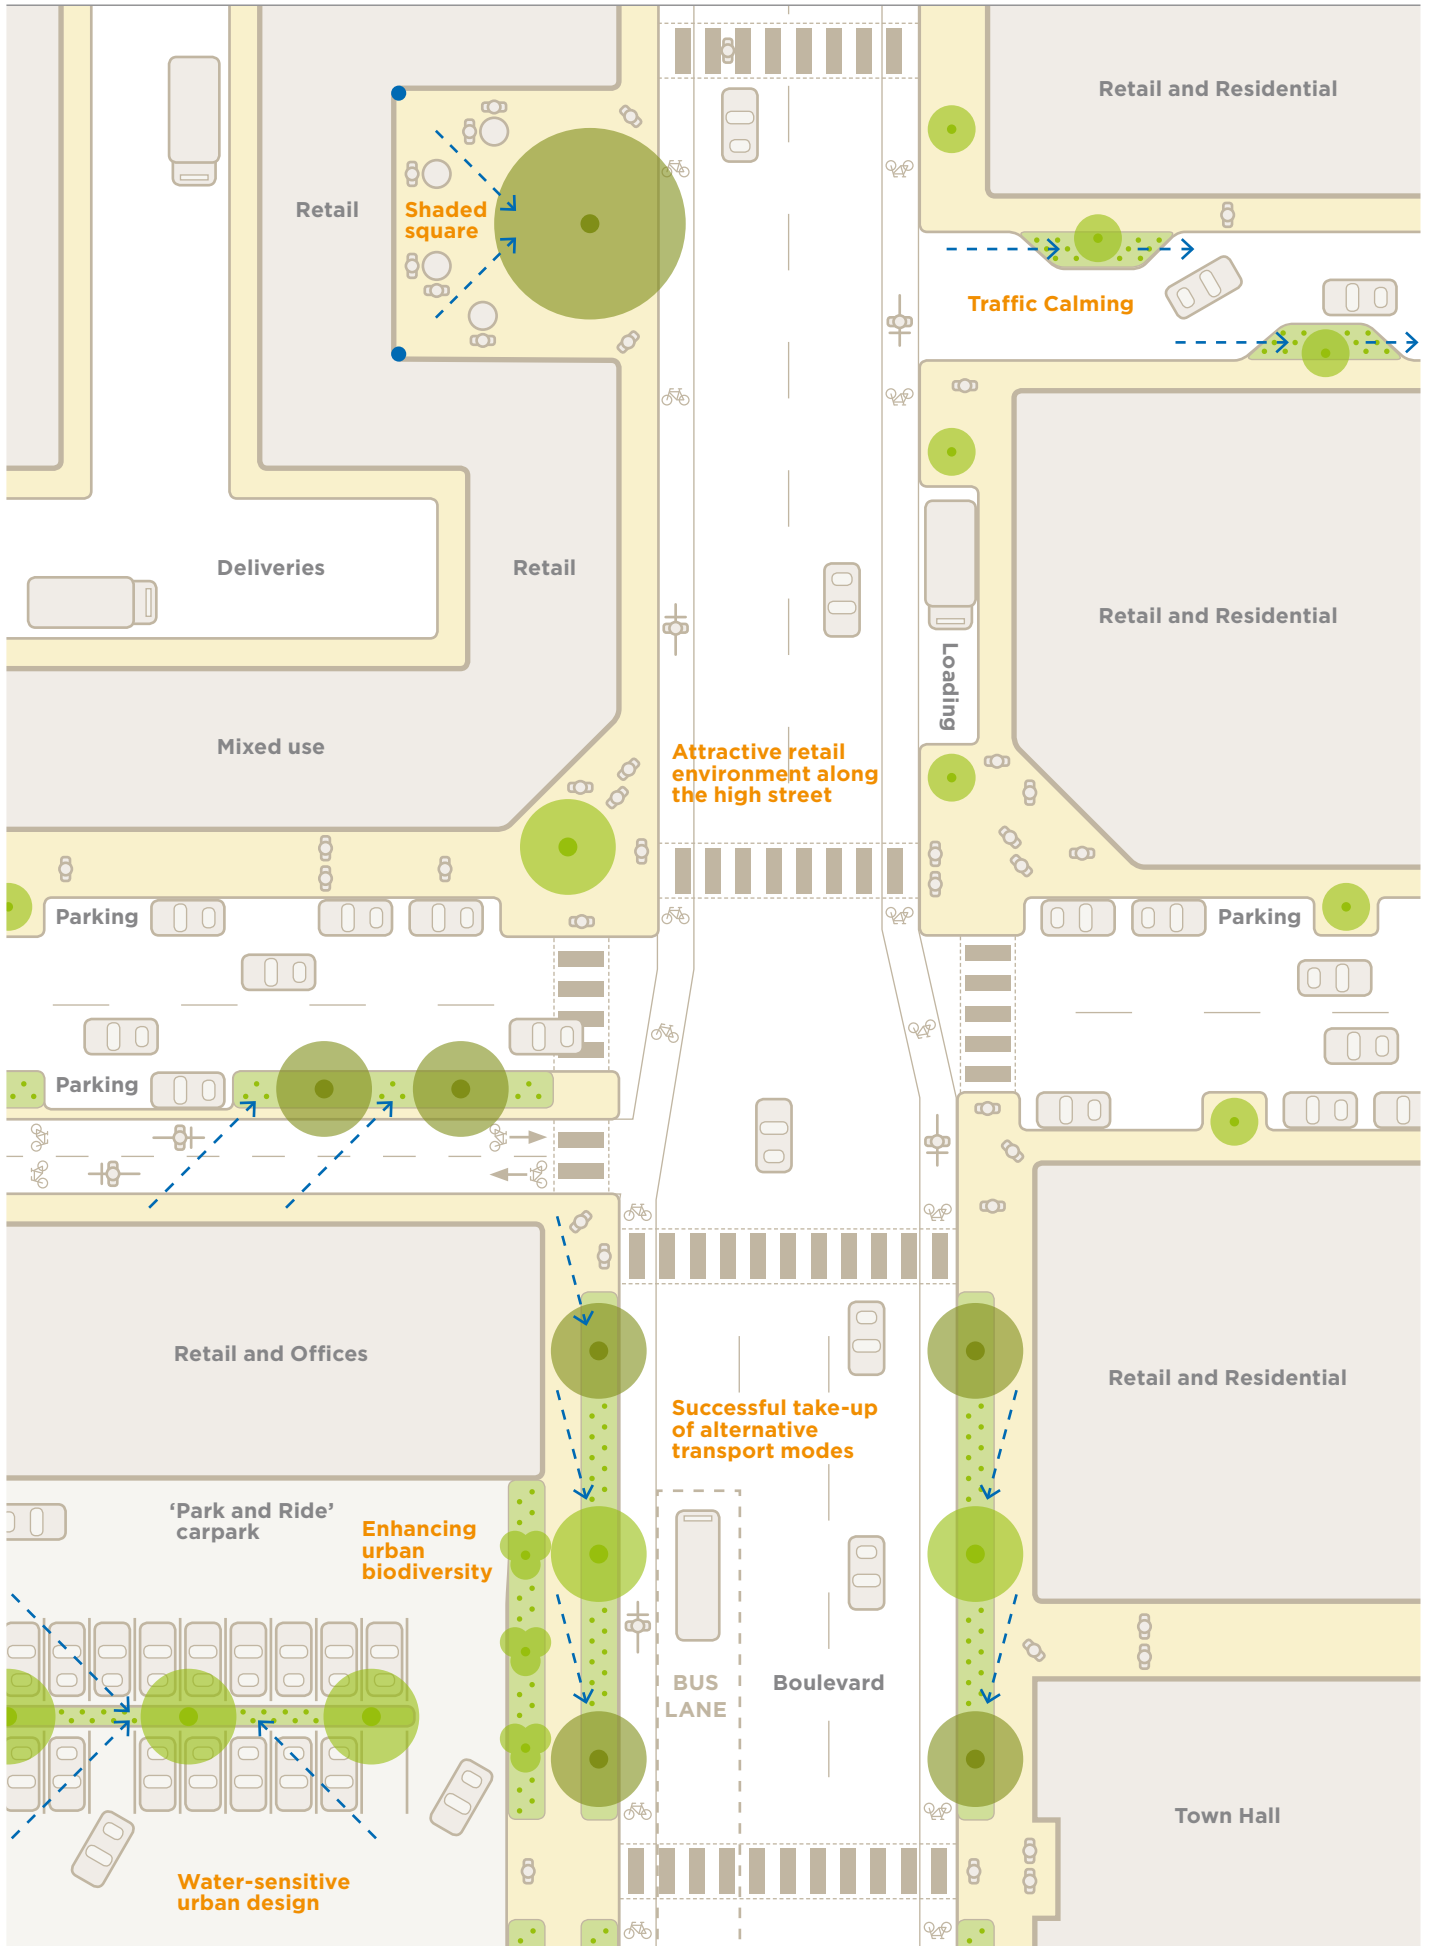 Retail and Residential
Retail
Shaded
square
Traffic Calming
Deliveries
Retail
Retail and Residential
Loading
Mixed use
Attractive retail
environment along
the high street
Parking
Parking
Parking
Retail and Offices
Retail and Residential
Successful take-up
of alternative
transport modes
‘Park and Ride’
carpark
Enhancing
urban
biodiversity
BUS
LANE
Boulevard
Town Hall
Water-sensitive
urban design